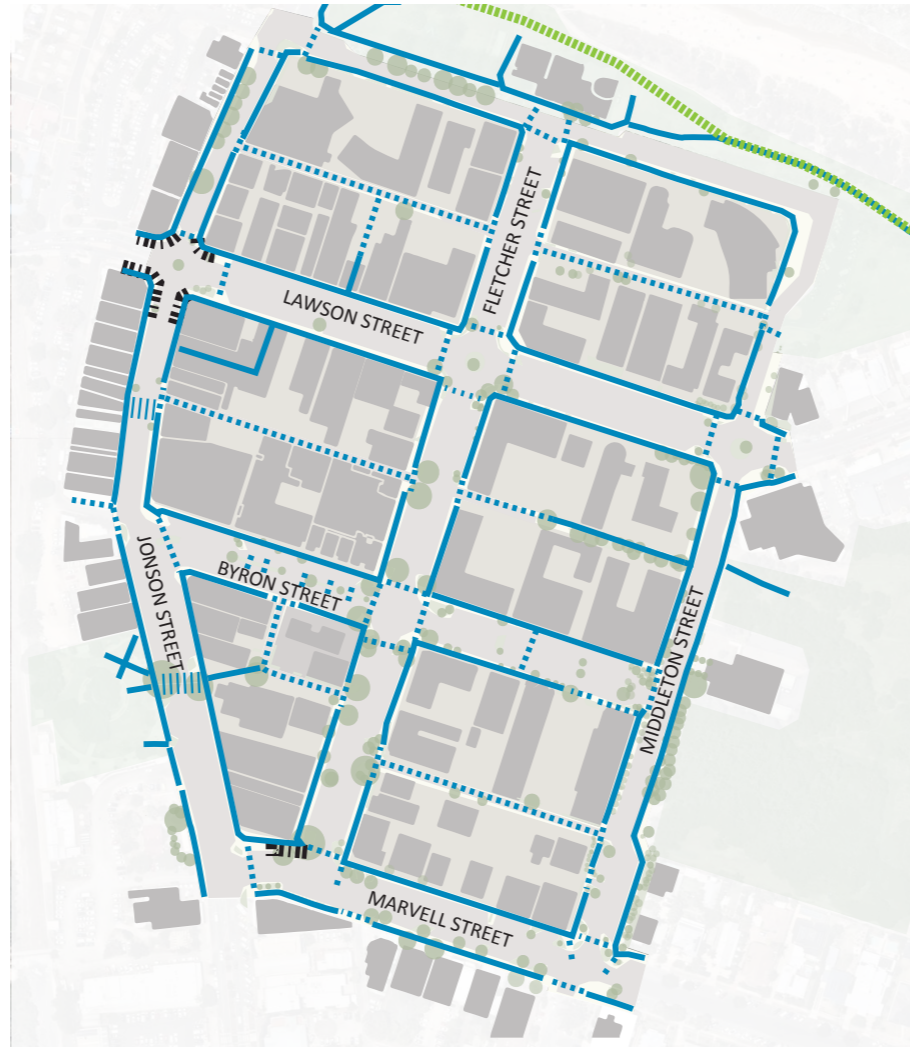 FLETCHER STREET
LAWSON STREET
JONSON STREET
BYRON STREET
MIDDLETON STREET
MARVELL STREET